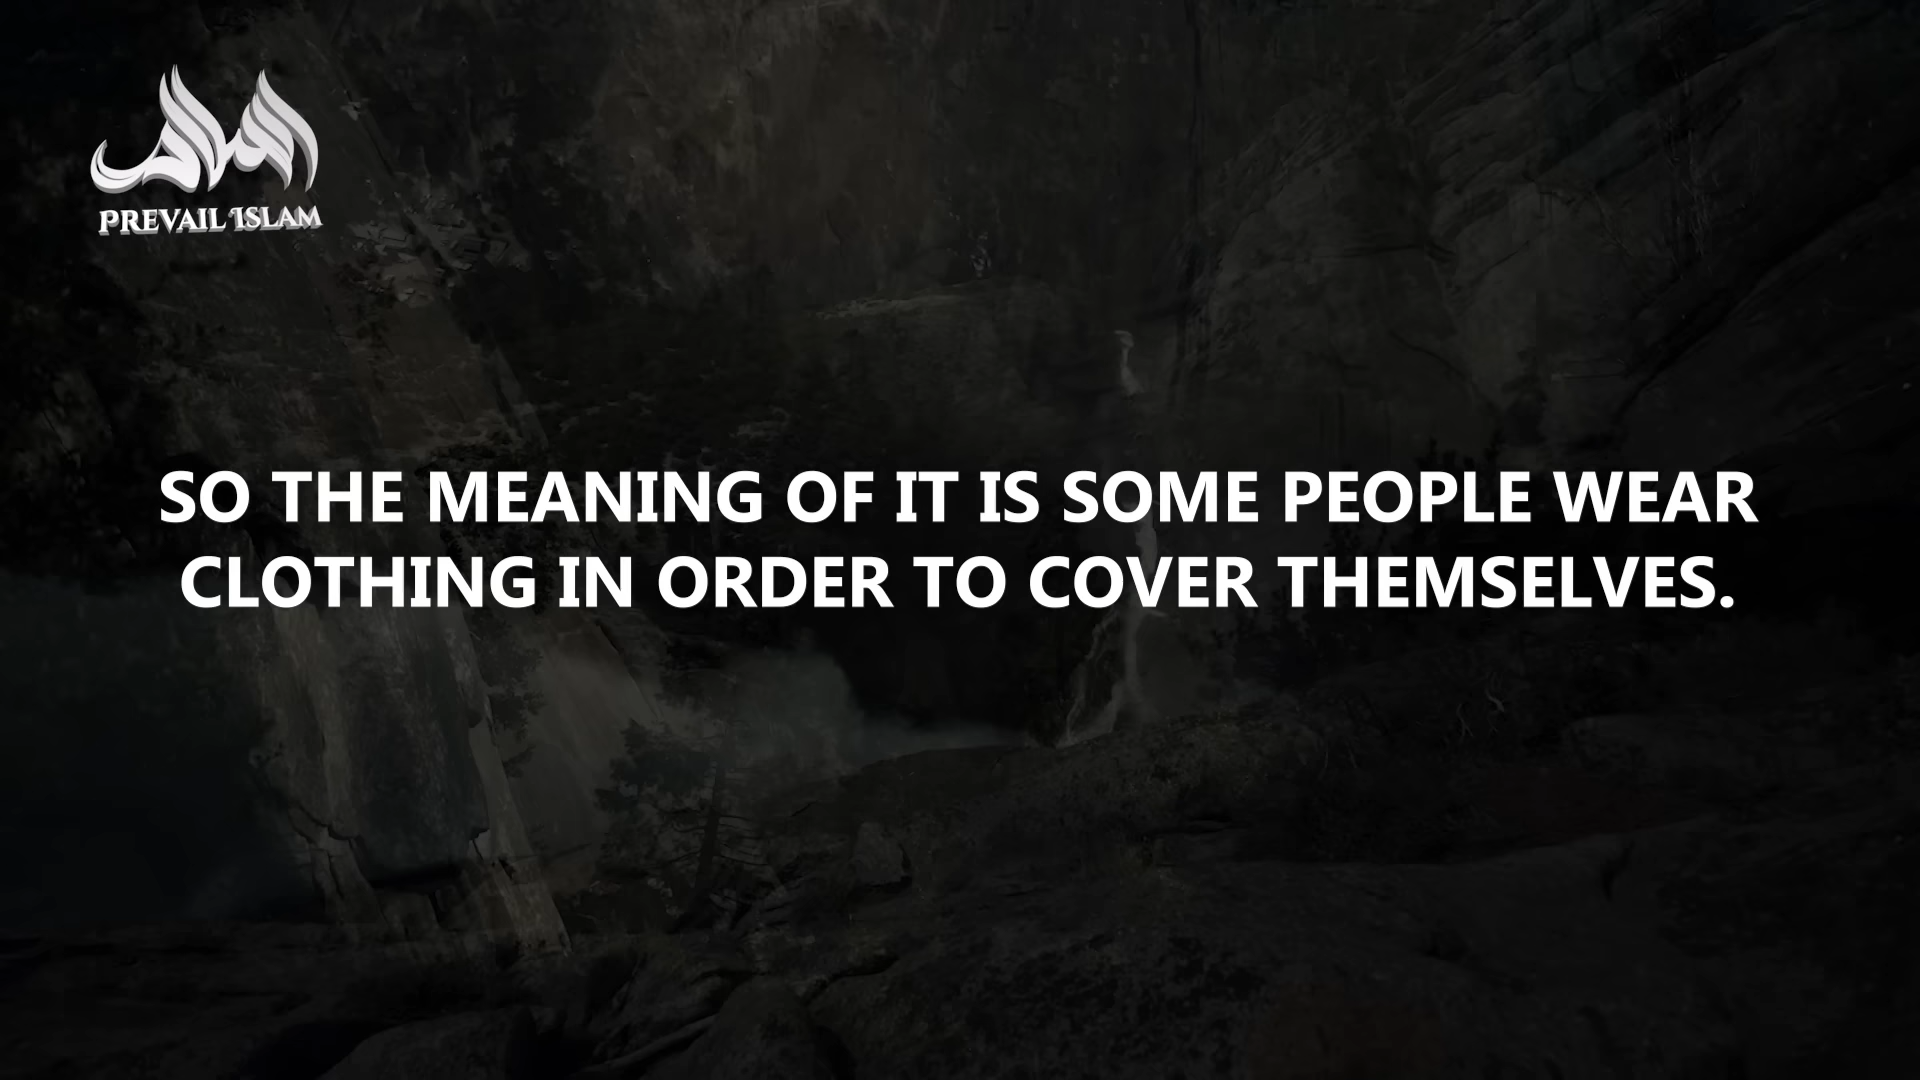 PREVAIL ISLAM
SO THE MEANING OF IT IS SOME PEOPLE WEAR
CLOTHING IN ORDER TO COVER THEMSELVES.